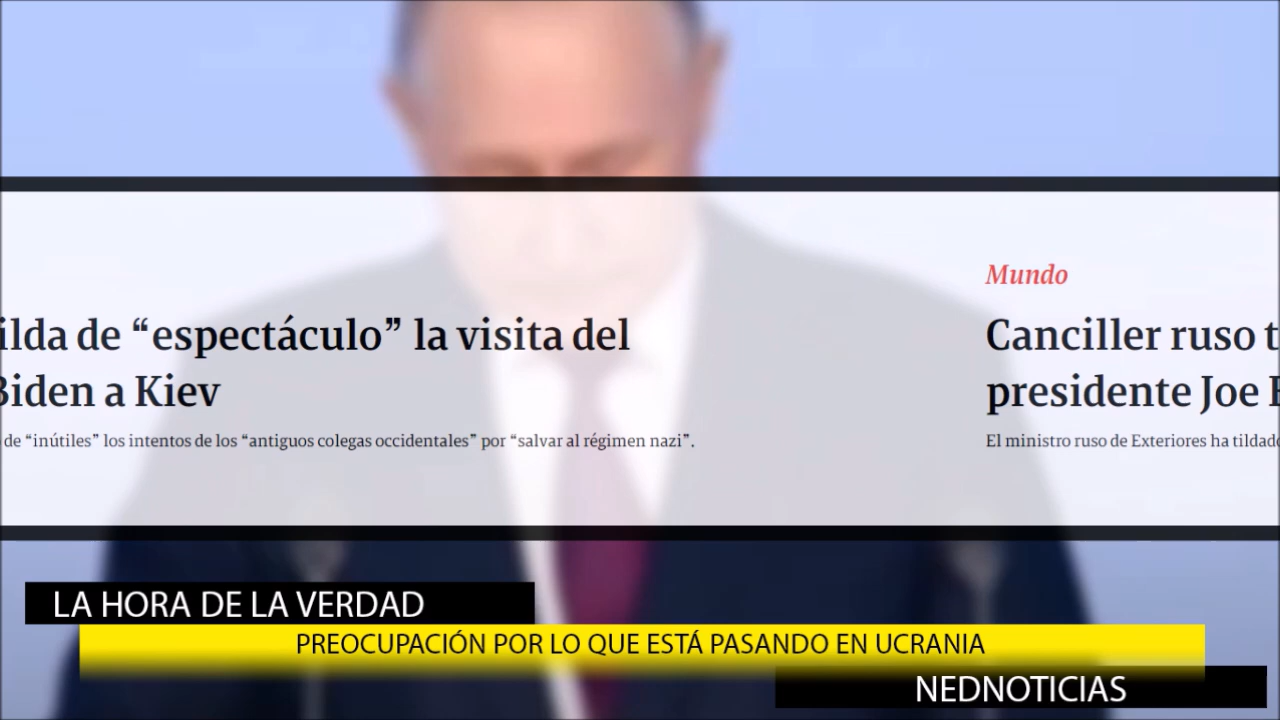 ilda de “espectáculo” la visita del
Biden a Kiev
de “inútiles” los intentos de los “antiguos colegas occidentales” por “salvar al régimen nazi”.
Mundo
Canciller ruso t
presidente Joe B
El ministro ruso de Exteriores ha tildado
LA HORA DE LA VERDAD
PREOCUPACIÓN POR LO QUE ESTÁ PASANDO EN UCRANIA
NEDNOTICIAS